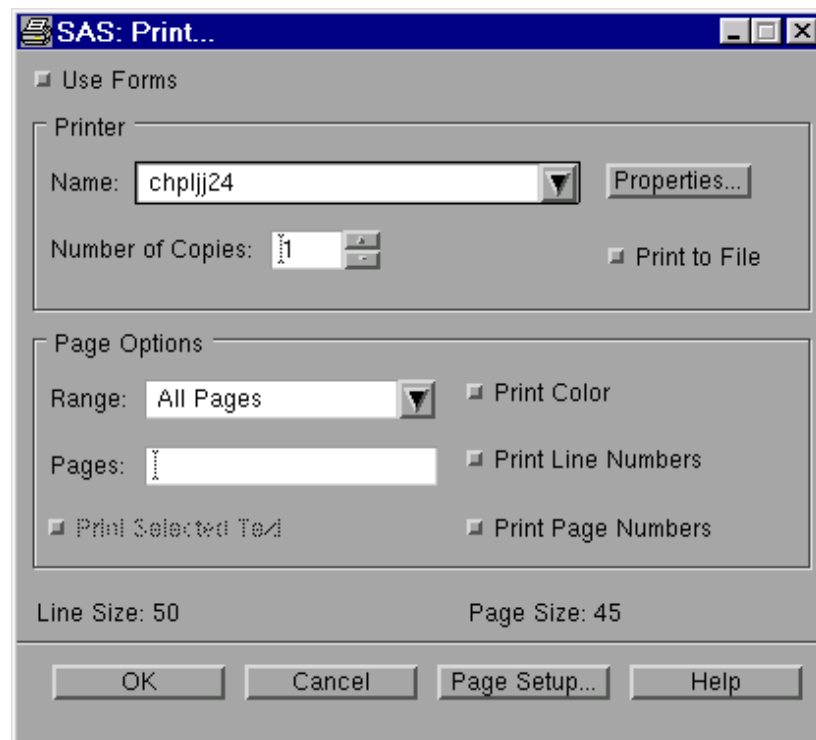 SAS: Print...
Use Forms
Printer
Name: chpljj24 Properties...
Number of Copies: 1 Print to File
Page Options
Range: All Pages Print Color
Pages: Print Line Numbers
Print Selected Text Print Page Numbers
Line Size: 50 Page Size: 45
OK Cancel Page Setup... Help